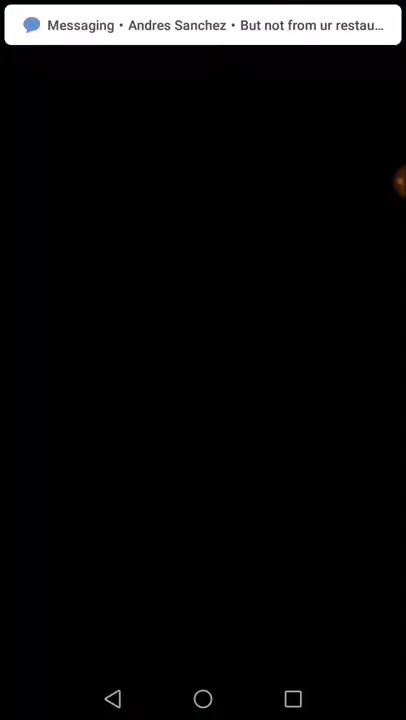 Messaging • Andres Sanchez • But not from ur restau…